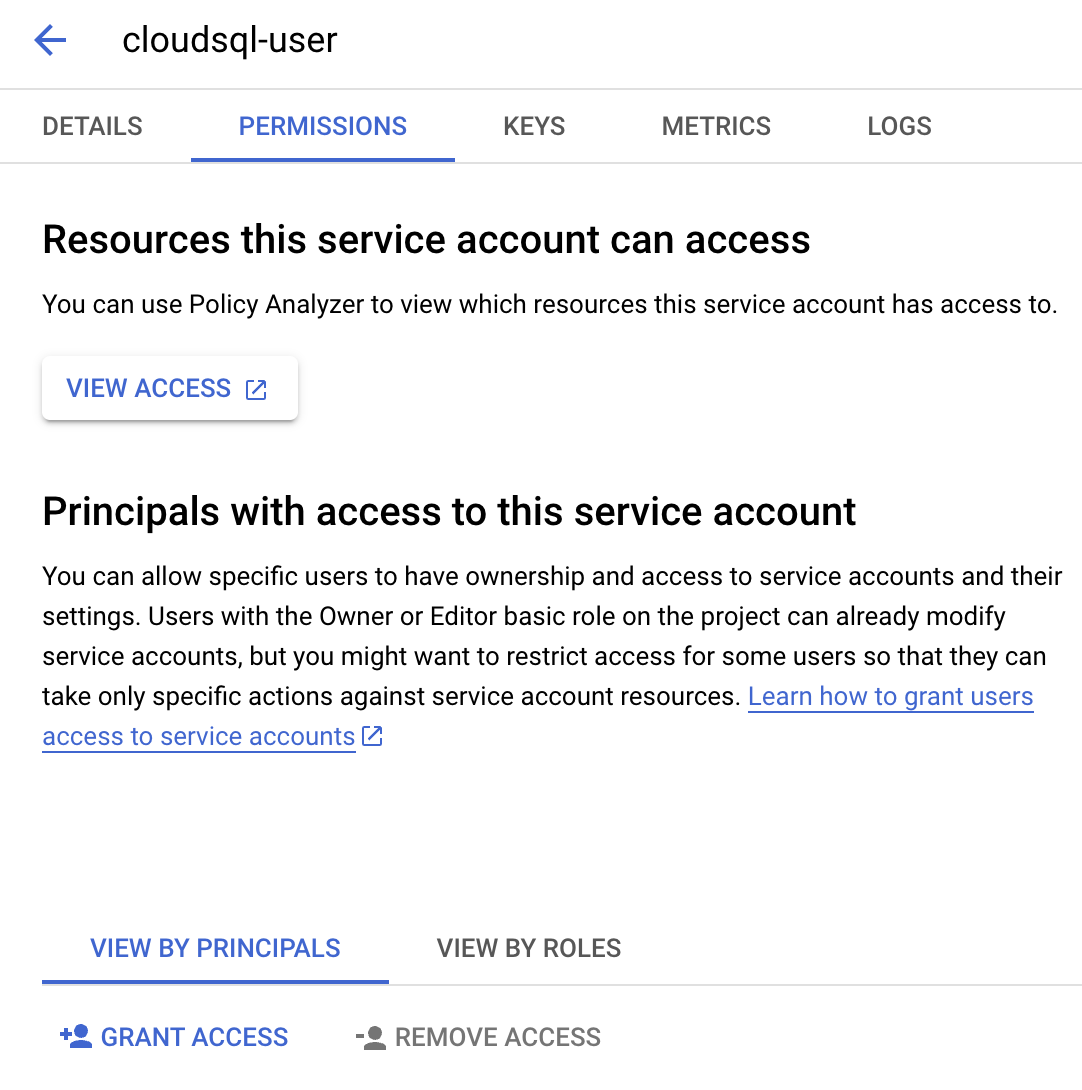 cloudsql-user
DETAILS PERMISSIONS KEYS METRICS LOGS
Resources this service account can access
You can use Policy Analyzer to view which resources this service account has access to.
VIEW ACCESS
Principals with access to this service account
You can allow specific users to have ownership and access to service accounts and their
settings. Users with the Owner or Editor basic role on the project can already modify
service accounts, but you might want to restrict access for some users so that they can
take only specific actions against service account resources. Learn how to grant users
access to service accounts
VIEW BY PRINCIPALS VIEW BY ROLES
GRANT ACCESS REMOVE ACCESS